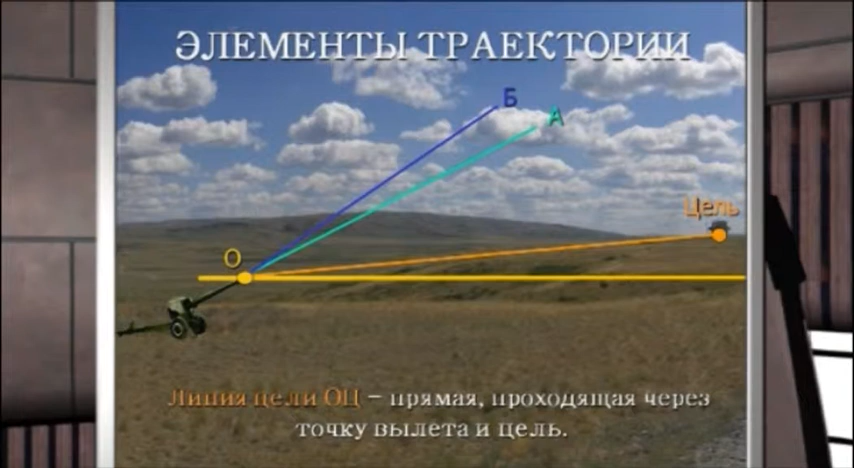 ЭЛЕМЕНТЫ ТРАЕКТОРИИ
Б
А
Цель
О
Линия цели ОЦ – прямая, проходящая через
точку вылета и цель.